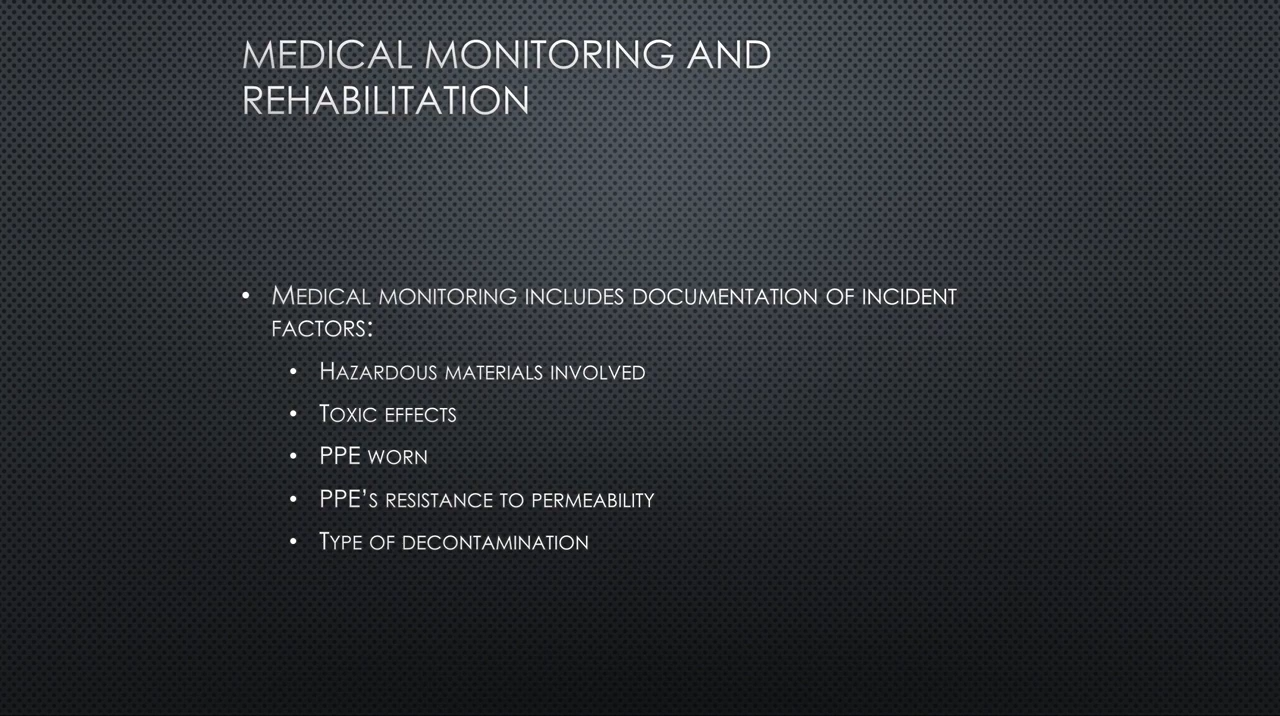 MEDICAL MONITORING AND
REHABILITATION
• MEDICAL MONITORING INCLUDES DOCUMENTATION OF INCIDENT
FACTORS:
• HAZARDOUS MATERIALS INVOLVED
• TOXIC EFFECTS
• PPE WORN
• PPE’S RESISTANCE TO PERMEABILITY
• TYPE OF DECONTAMINATION